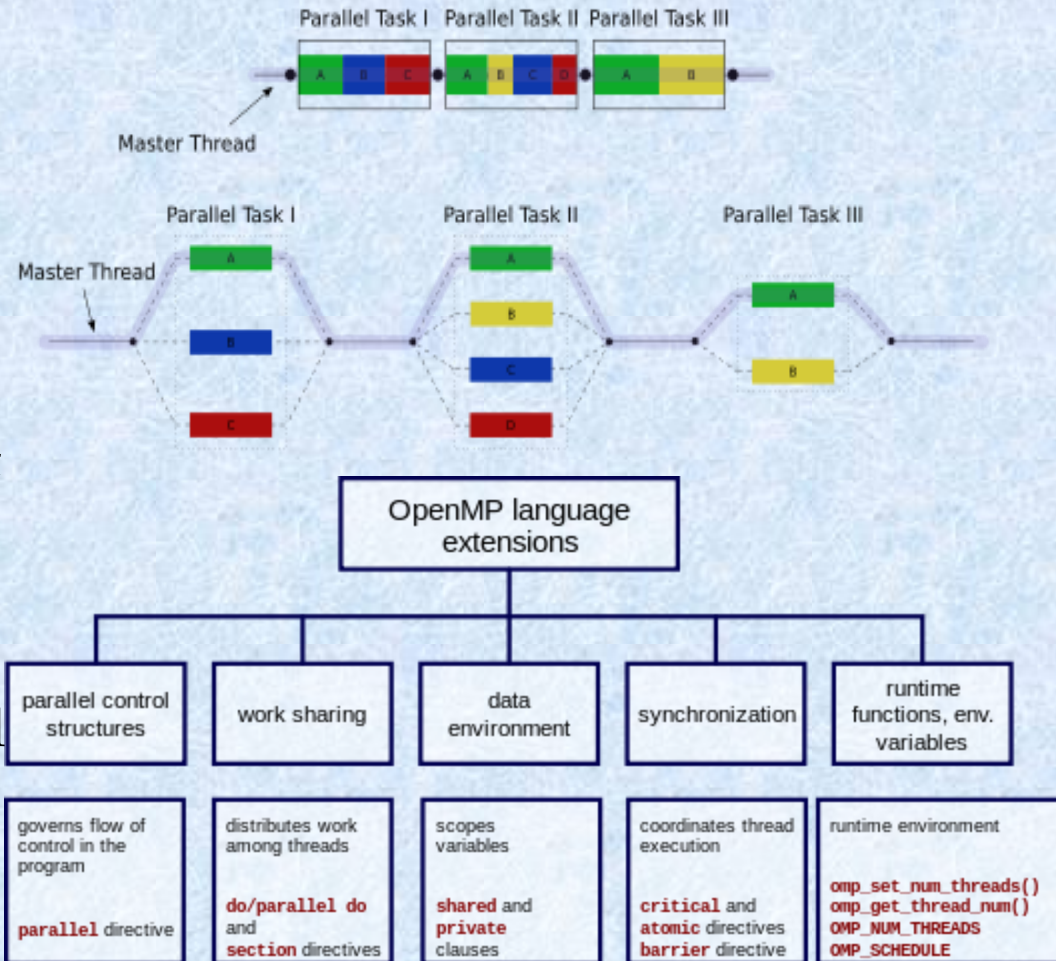 Parallel Task I Parallel Task II Parallel Task III
A B C A B C D A B
Master Thread
Parallel Task I Parallel Task II Parallel Task III
Master Thread
A A A
B B
B C B
C D
OpenMP language
extensions
parallel control
structures
work sharing
data
environment
synchronization
runtime
functions, env.
variables
governs flow of
control in the
program
parallel directive
distributes work
among threads
do/parallel do
and
section directives
scopes
variables
shared and
private
clauses
coordinates thread
execution
critical and
atomic directives
barrier directive
runtime environment
omp_set_num_threads()
omp_get_thread_num()
OMP_NUM_THREADS
OMP_SCHEDULE